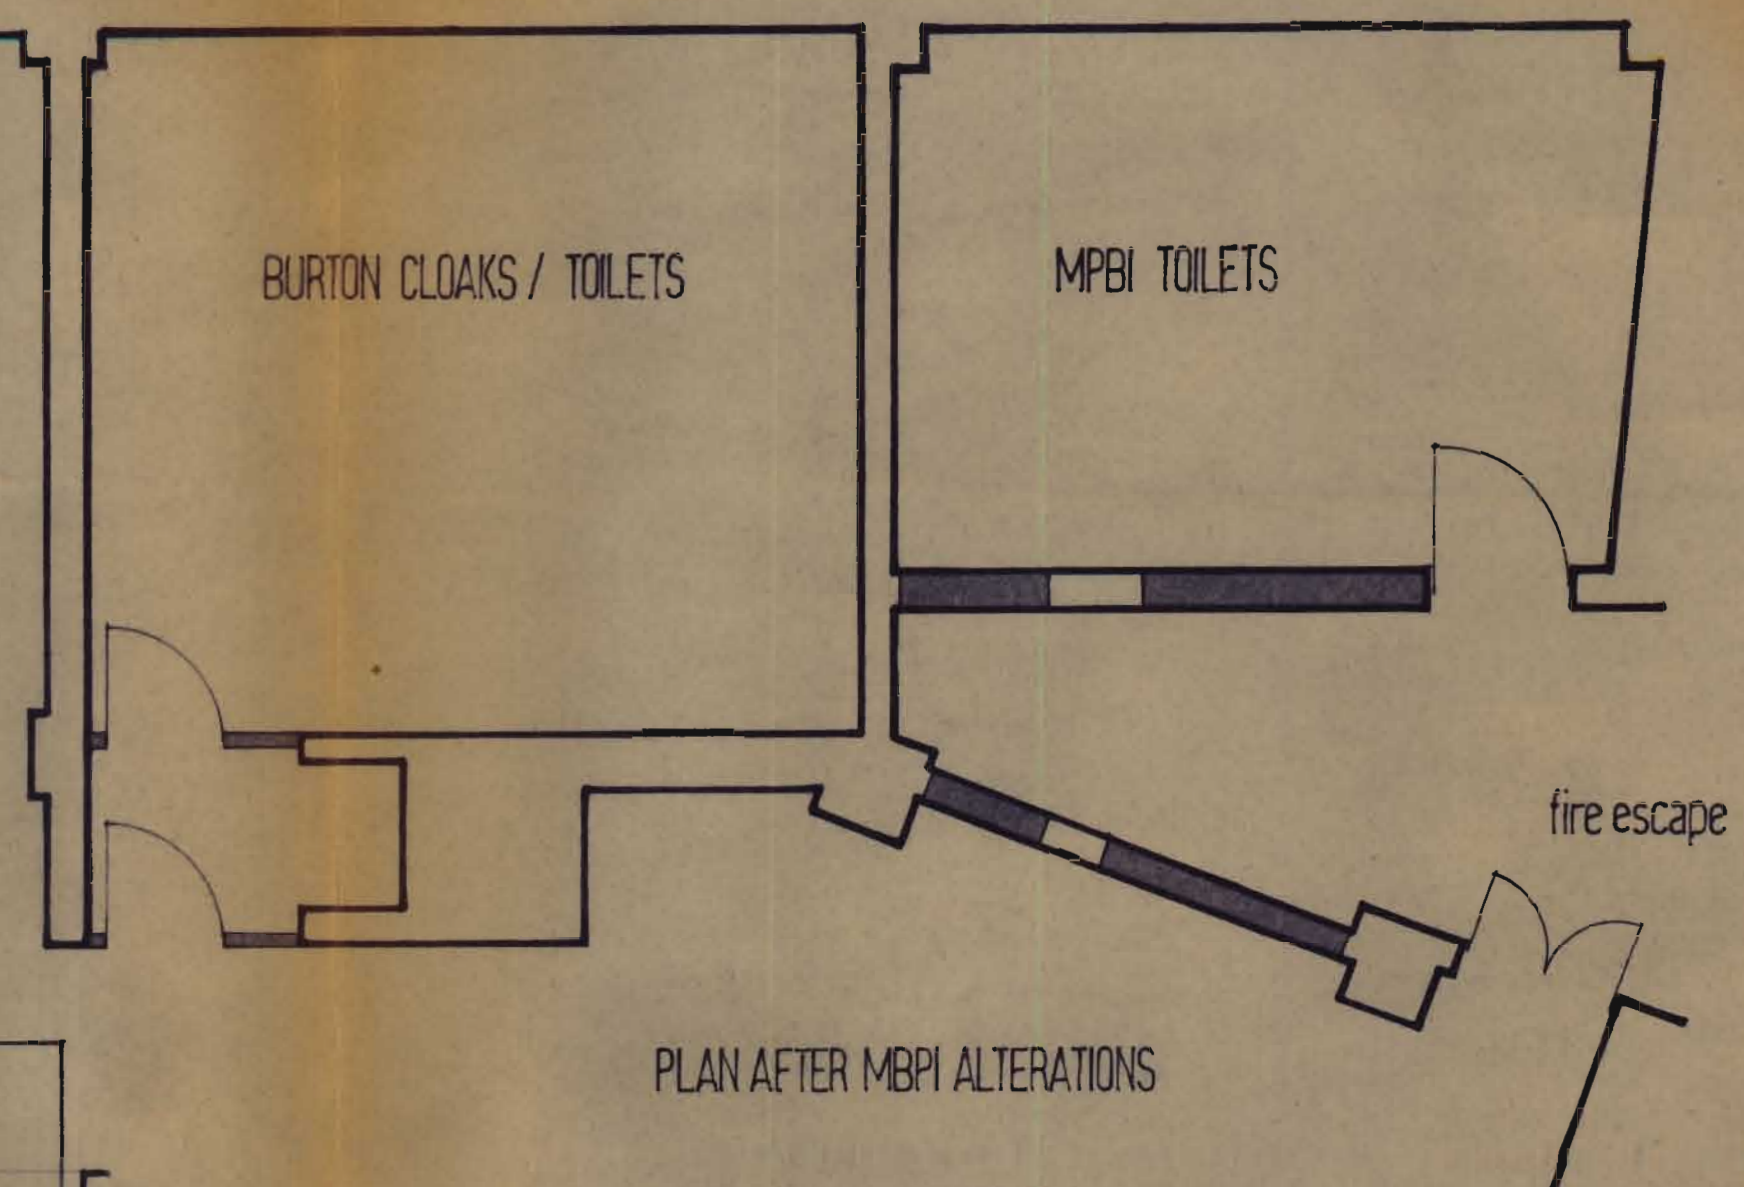 BURTON CLOAKS / TOILETS
MPBI TOILETS
fire escape
PLAN AFTER MBPI ALTERATIONS